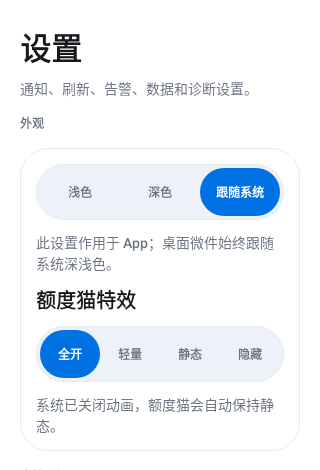 设置
通知、刷新、告警、数据和诊断设置。
外观
浅色 深色 跟随系统
此设置作用于 App；桌面微件始终跟随
系统深浅色。
额度猫特效
全开 轻量 静态 隐藏
系统已关闭动画，额度猫会自动保持静
态。